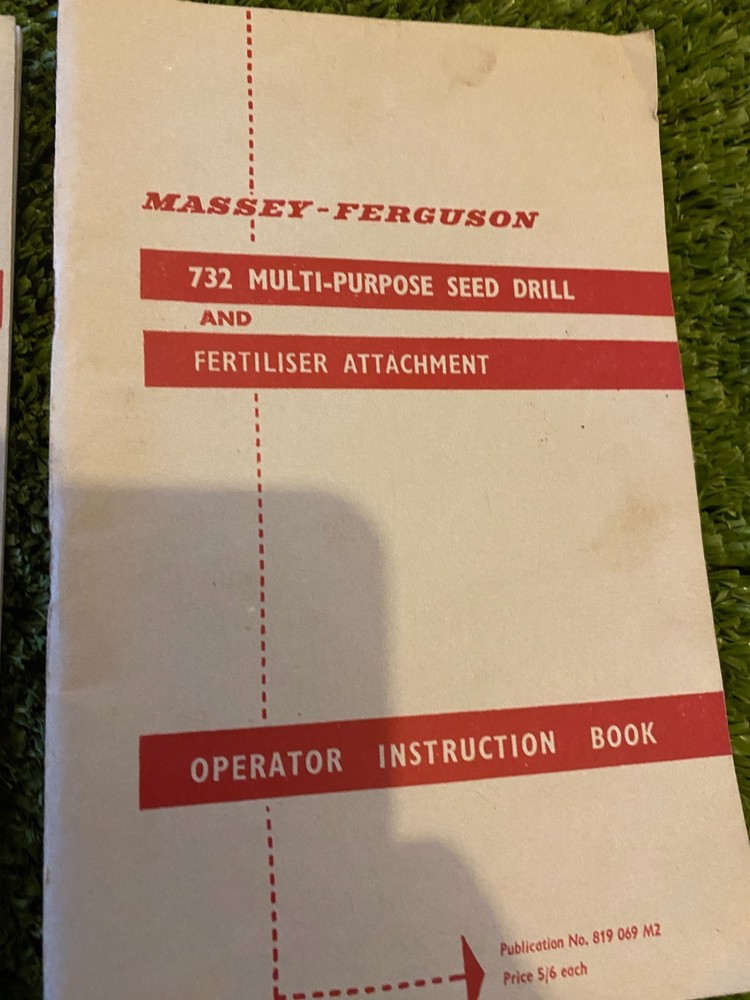 MASSEY-FERGUSON
732 MULTI-PURPOSE SEED DRILL
AND
FERTILISER ATTACHMENT
OPERATOR INSTRUCTION BOOK
Publication No. 819 069 M2
Price 5/6 each